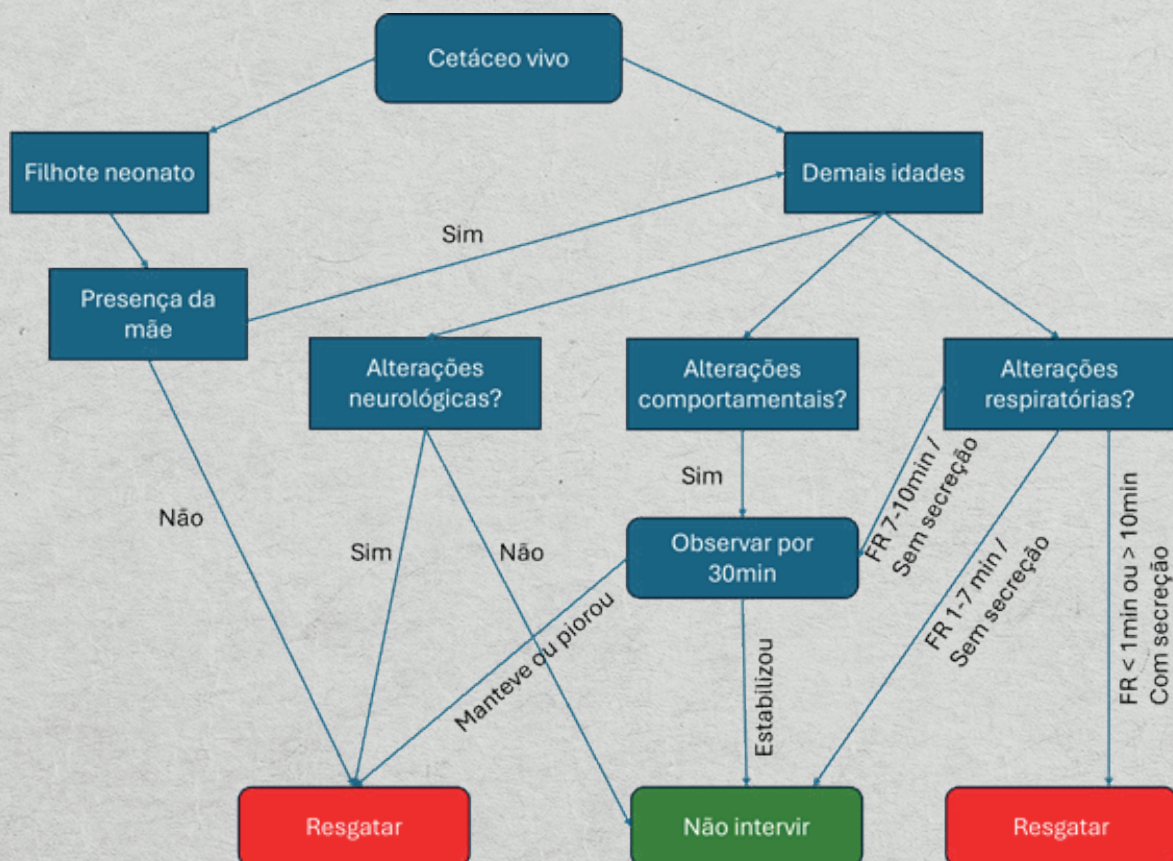 Cetáceo vivo
Filhote neonato
Demais idades
Sim
Presença da
mãe
Alterações
neurológicas?
Alterações
comportamentais?
Alterações
respiratórias?
Não
Sim
Não
Sim
Observar por
30min
FR 7-10min /
Sem secreção
FR 1-7 min /
Sem secreção
FR < 1min ou > 10min
Com secreção
Manteve ou piorou
Estabilizou
Resgatar
Não intervir
Resgatar